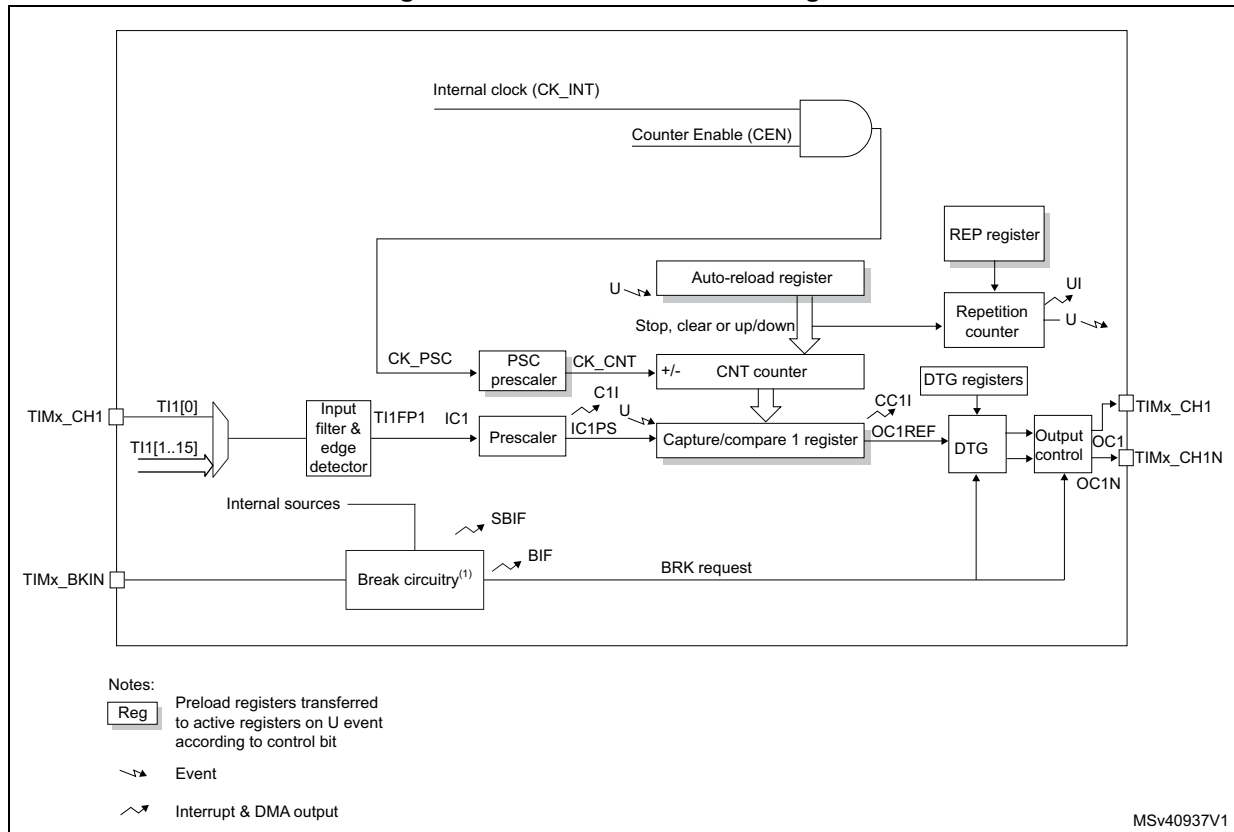 Internal clock (CK_INT)
Counter Enable (CEN)
REP register
Auto-reload register
U
UI
Stop, clear or up/down
Repetition
counter
U
CK_PSC
PSC
prescaler
CK_CNT
+/-
CNT counter
DTG registers
TIMx_CH1
TI1[0]
TI1[1..15]
Input
filter &
edge
detector
TI1FP1
IC1
Prescaler
C1I
IC1PS
U
Capture/compare 1 register
CC1I
OC1REF
DTG
Output
control
OC1
TIMx_CH1
TIMx_CH1N
OC1N
Internal sources
SBIF
BIF
TIMx_BKIN
Break circuitry(1)
BRK request
Notes:
Reg
Preload registers transferred
to active registers on U event
according to control bit
Event
Interrupt & DMA output
MSv40937V1